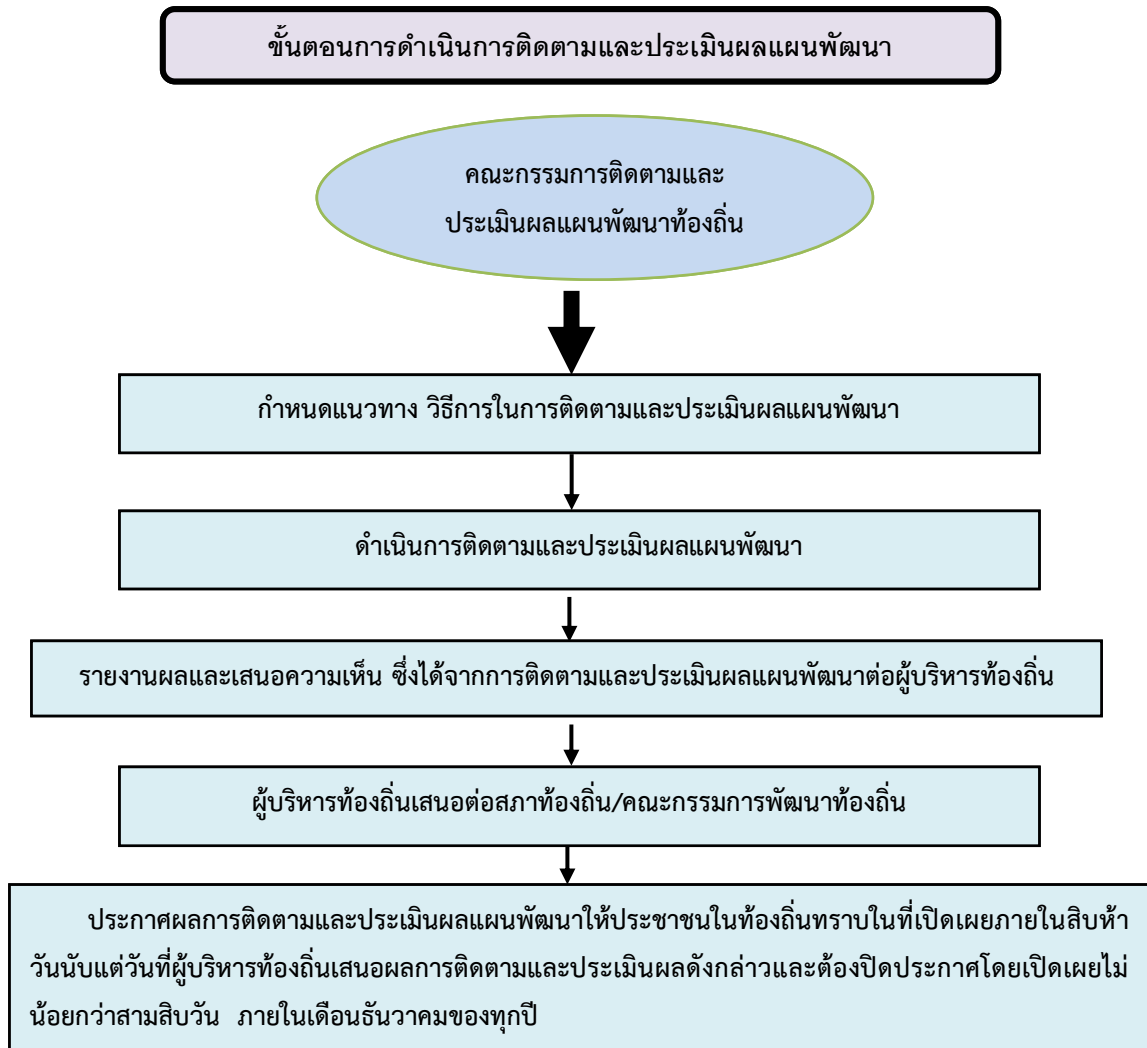 ขั้นตอนการดำเนินการติดตามและประเมินผลแผนพัฒนา
คณะกรรมการติดตามและ
ประเมินผลแผนพัฒนาท้องถิ่น
กำหนดแนวทาง วิธีการในการติดตามและประเมินผลแผนพัฒนา
ดำเนินการติดตามและประเมินผลแผนพัฒนา
รายงานผลและเสนอความเห็น ซึ่งได้จากการติดตามและประเมินผลแผนพัฒนาต่อผู้บริหารท้องถิ่น
ผู้บริหารท้องถิ่นเสนอต่อสภาท้องถิ่น/คณะกรรมการพัฒนาท้องถิ่น
ประกาศผลการติดตามและประเมินผลแผนพัฒนาให้ประชาชนในท้องถิ่นทราบในที่เปิดเผยภายในสิบห้า
วันนับแต่วันที่ผู้บริหารท้องถิ่นเสนอผลการติดตามและประเมินผลดังกล่าวและต้องปิดประกาศโดยเปิดเผยไม่
น้อยกว่าสามสิบวัน ภายในเดือนธันวาคมของทุกปี